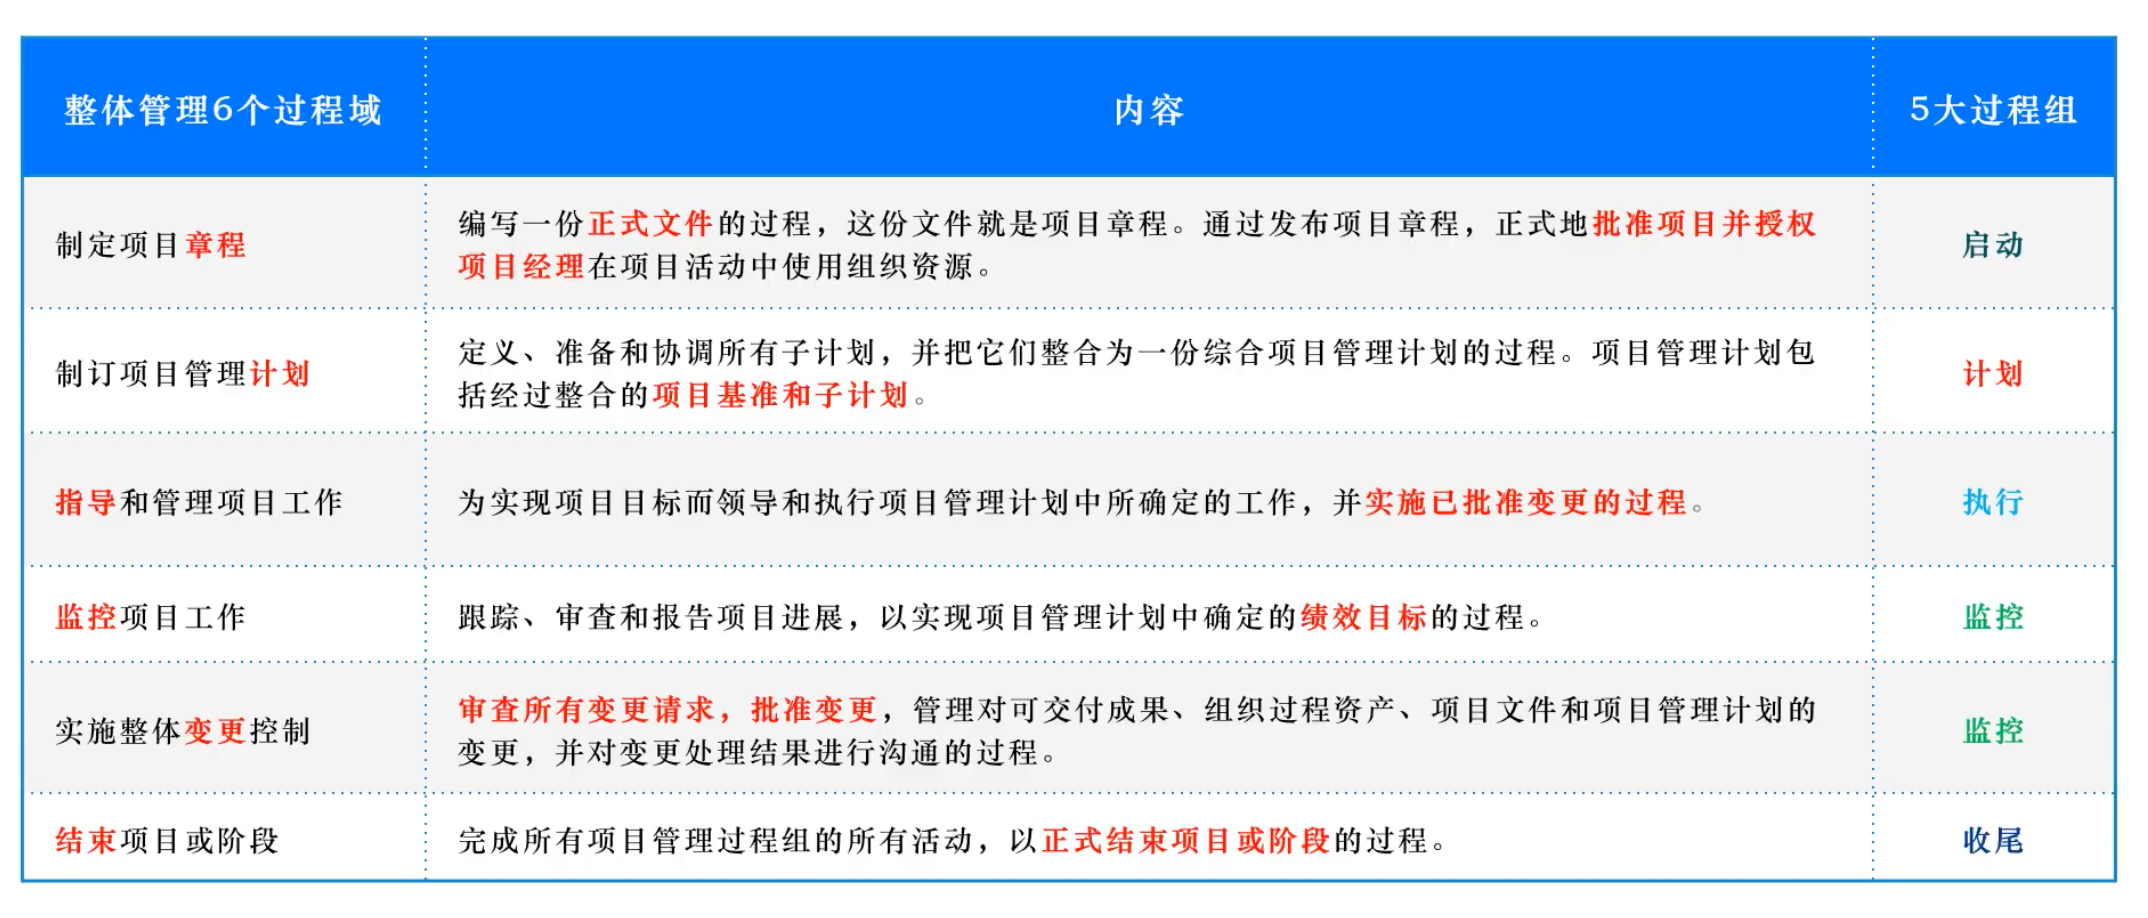 整体管理6个过程域
内容
5大过程组
制定项目章程
编写一份正式文件的过程，这份文件就是项目章程。通过发布项目章程，正式地批准项目并授权
项目经理在项目活动中使用组织资源。
启动
制订项目管理计划
定义、准备和协调所有子计划，并把它们整合为一份综合项目管理计划的过程。项目管理计划包
括经过整合的项目基准和子计划。
计划
指导和管理项目工作
为实现项目目标而领导和执行项目管理计划中所确定的工作，并实施已批准变更的过程。
执行
监控项目工作
跟踪、审查和报告项目进展，以实现项目管理计划中确定的绩效目标的过程。
监控
实施整体变更控制
审查所有变更请求，批准变更，管理对可交付成果、组织过程资产、项目文件和项目管理计划的
变更，并对变更处理结果进行沟通的过程。
监控
结束项目或阶段
完成所有项目管理过程组的所有活动，以正式结束项目或阶段的过程。
收尾